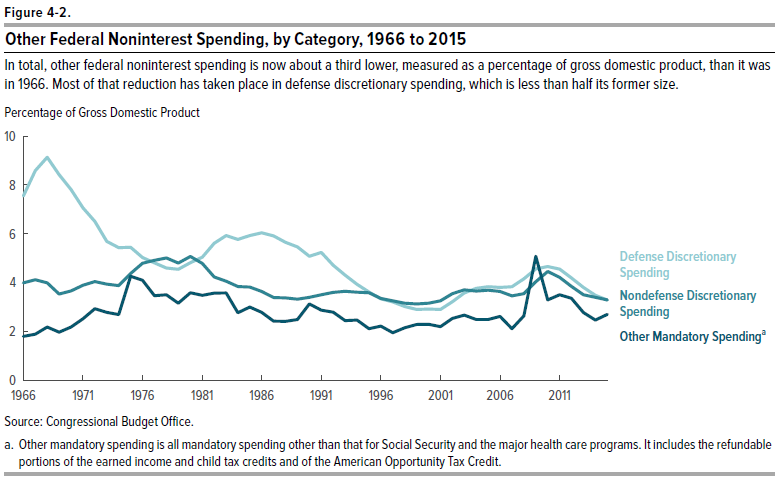 Figure 4-2.
Other Federal Noninterest Spending, by Category, 1966 to 2015
In total, other federal noninterest spending is now about a third lower, measured as a percentage of gross domestic product, than it was
in 1966. Most of that reduction has taken place in defense discretionary spending, which is less than half its former size.
Percentage of Gross Domestic Product
10
8
6
4
2
0
Defense Discretionary
Spending
Nondefense Discretionary
Spending
Other Mandatory Spendingᵃ
1966 1971 1976 1981 1986 1991 1996 2001 2006 2011
Source: Congressional Budget Office.
a. Other mandatory spending is all mandatory spending other than that for Social Security and the major health care programs. It includes the refundable
portions of the earned income and child tax credits and of the American Opportunity Tax Credit.